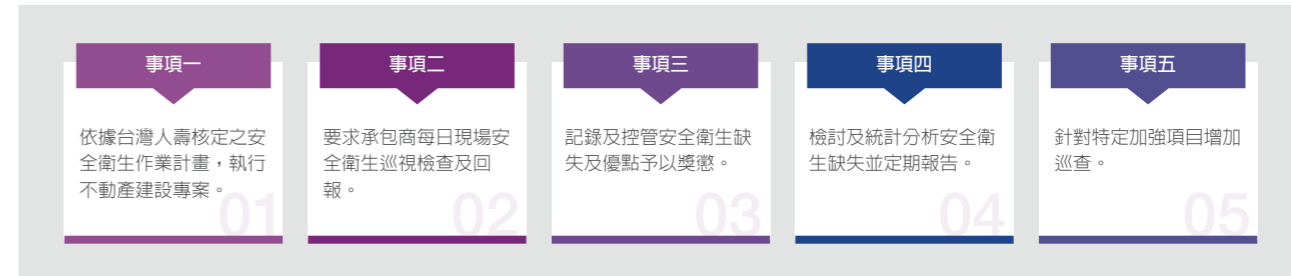 事項一
依據台灣人壽核定之安
全衛生作業計畫，執行
不動產建設專案。
01
事項二
要求承包商每日現場安
全衛生巡視檢查及回
報。
02
事項三
記錄及控管安全衛生缺
失及優點予以獎懲。
03
事項四
檢討及統計分析安全衛
生缺失並定期報告。
04
事項五
針對特定加強項目增加
巡查。
05